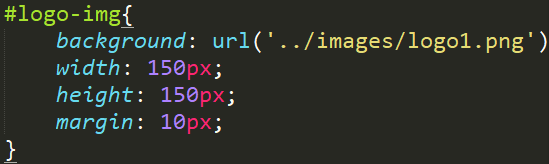 #logo-img{
    background: url('../images/logo1.png')
    width: 150px;
    height: 150px;
    margin: 10px;
}